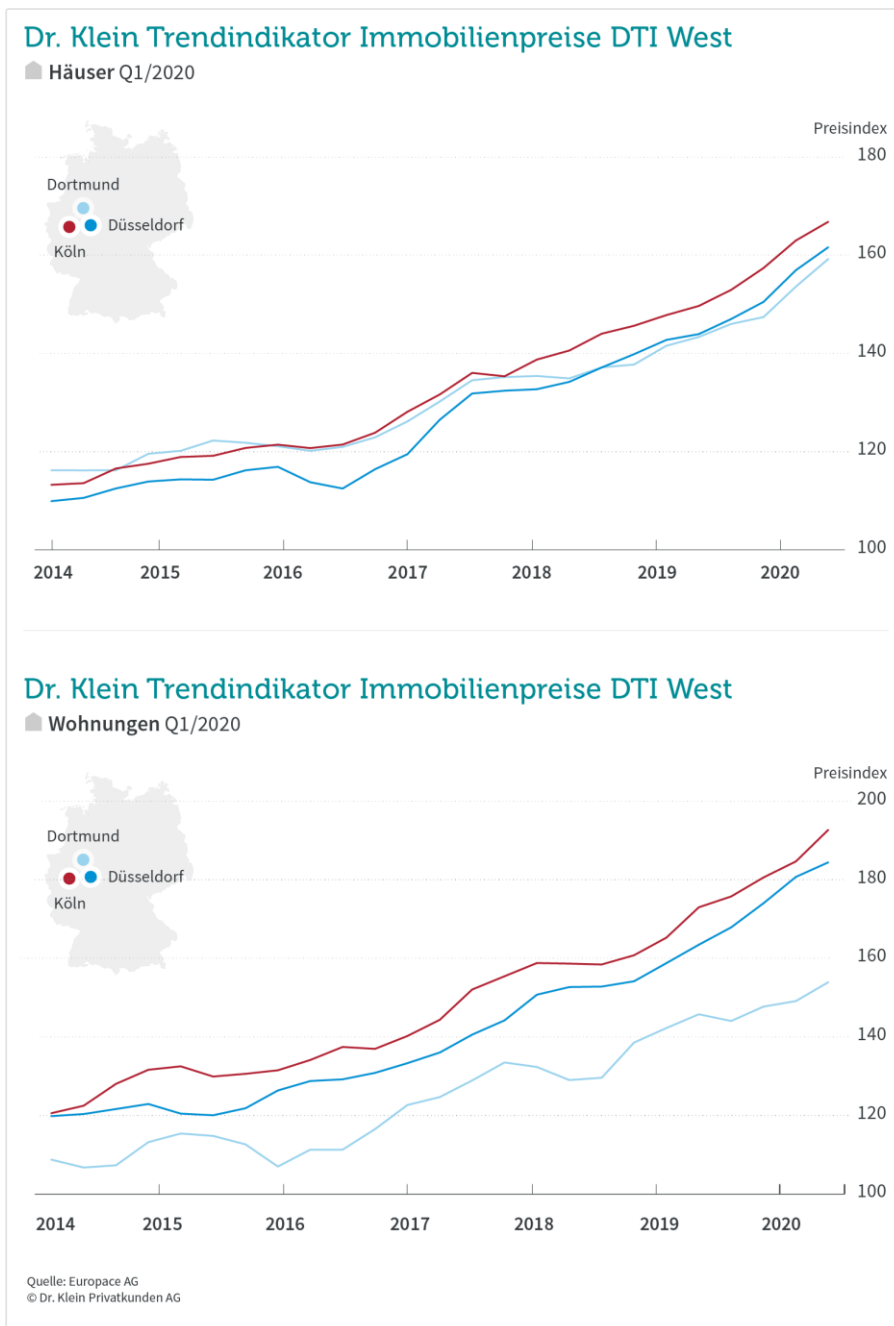 Dr. Klein Trendindikator Immobilienpreise DTI West
Häuser Q1/2020
Preisindex
180
Dortmund
Düsseldorf
Köln
160
140
120
100
2014 2015 2016 2017 2018 2019 2020
Dr. Klein Trendindikator Immobilienpreise DTI West
Wohnungen Q1/2020
Preisindex
200
Dortmund
Düsseldorf
Köln
180
160
140
120
100
2014 2015 2016 2017 2018 2019 2020
Quelle: Europace AG
© Dr. Klein Privatkunden AG